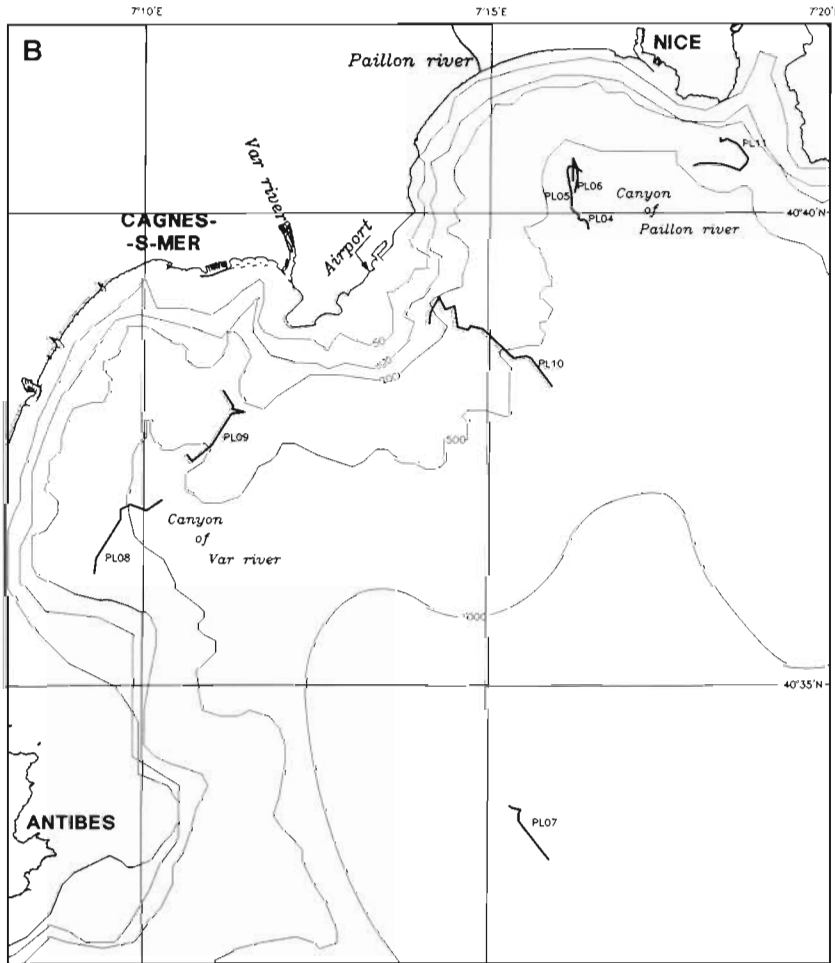 7°10'E
7°15'E
7°20'E
B
NICE
Paillon river
Var river
PL11
PL05
PL06
Canyon
of
Paillon river
PL04
40°40'N
CAGNES-
-S-MER
Airport
50
PL10
500
PL09
Canyon
of
Var river
PL08
1000
40°35'N
ANTIBES
PL07